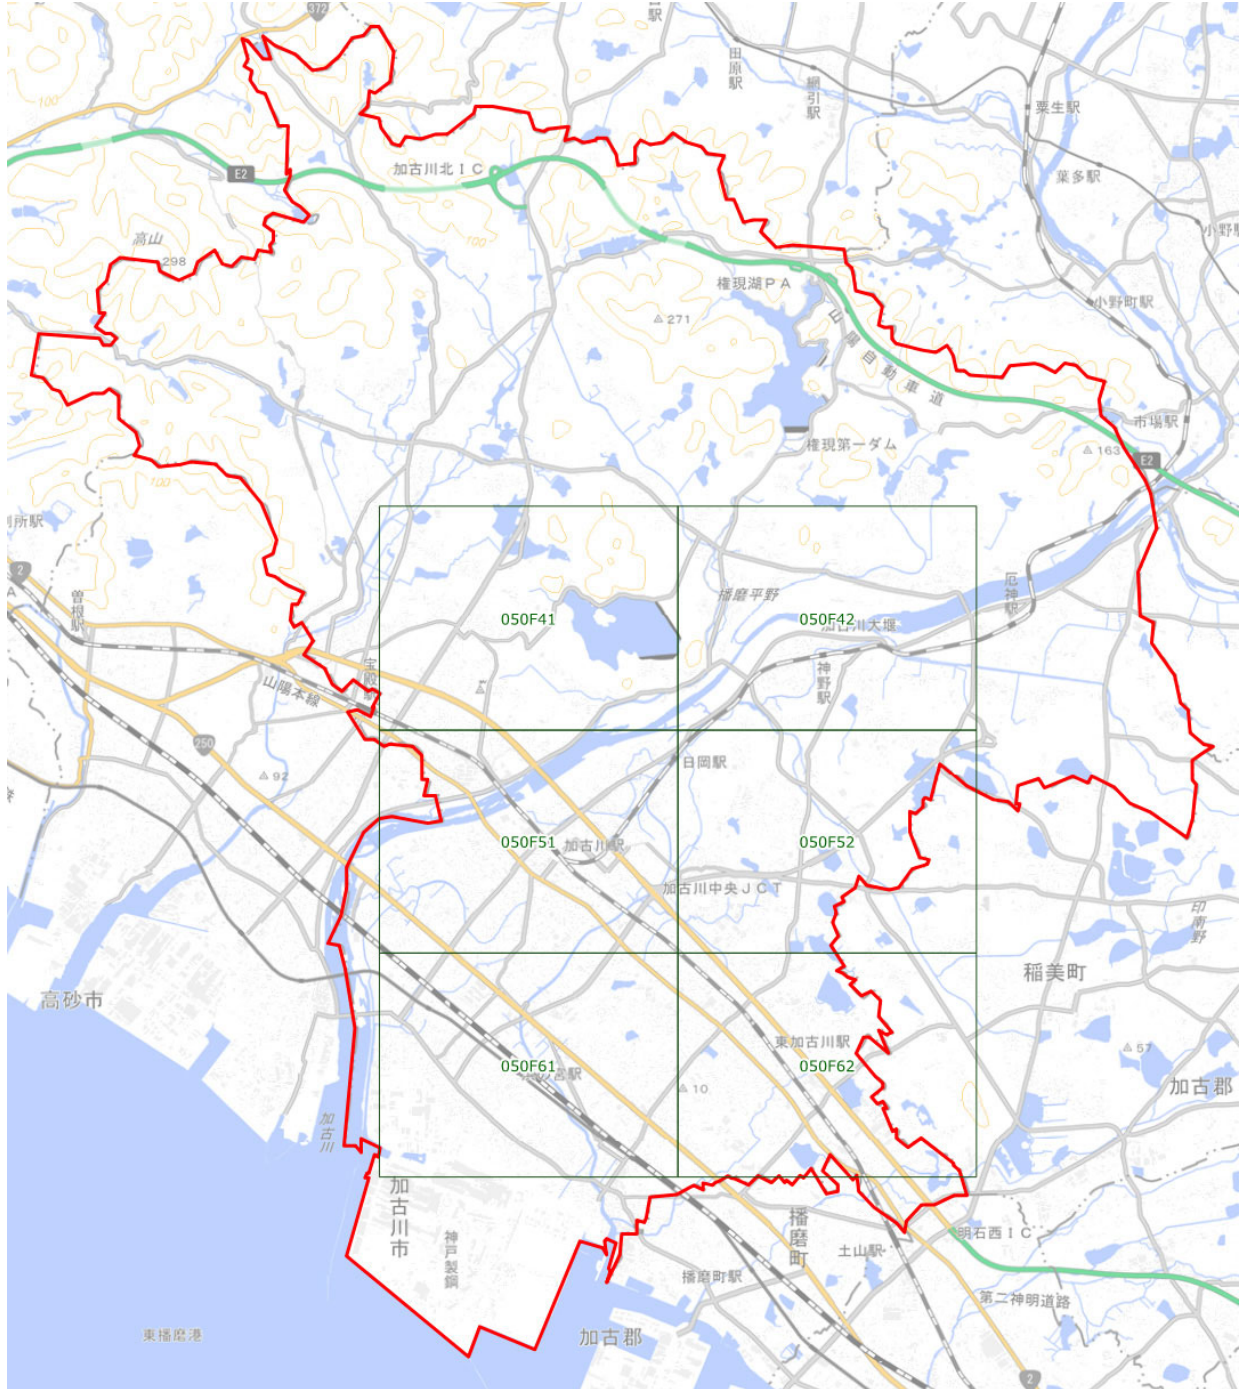 372
田原駅
網引駅
粟生駅
100
E2
加古川北ＩＣ
葉多駅
小野駅
高山
298
100
権現湖ＰＡ
小野町駅
271
山陽自動車道
市場駅
権現第一ダム
163
E2
100
2
曽根駅
厄神駅
播磨平野
050F41
050F42
加古川大堰
神野駅
宝殿駅
山陽本線
250
92
日岡駅
050F51
加古川駅
050F52
加古川中央ＪＣＴ
印南野
稲美町
高砂市
東加古川駅
57
050F61
050F62
10
加古郡
加古川
加古川市
神戸製鋼
播磨町
土山駅
明石西ＩＣ
播磨町駅
第二神明道路
東播磨港
加古郡
2